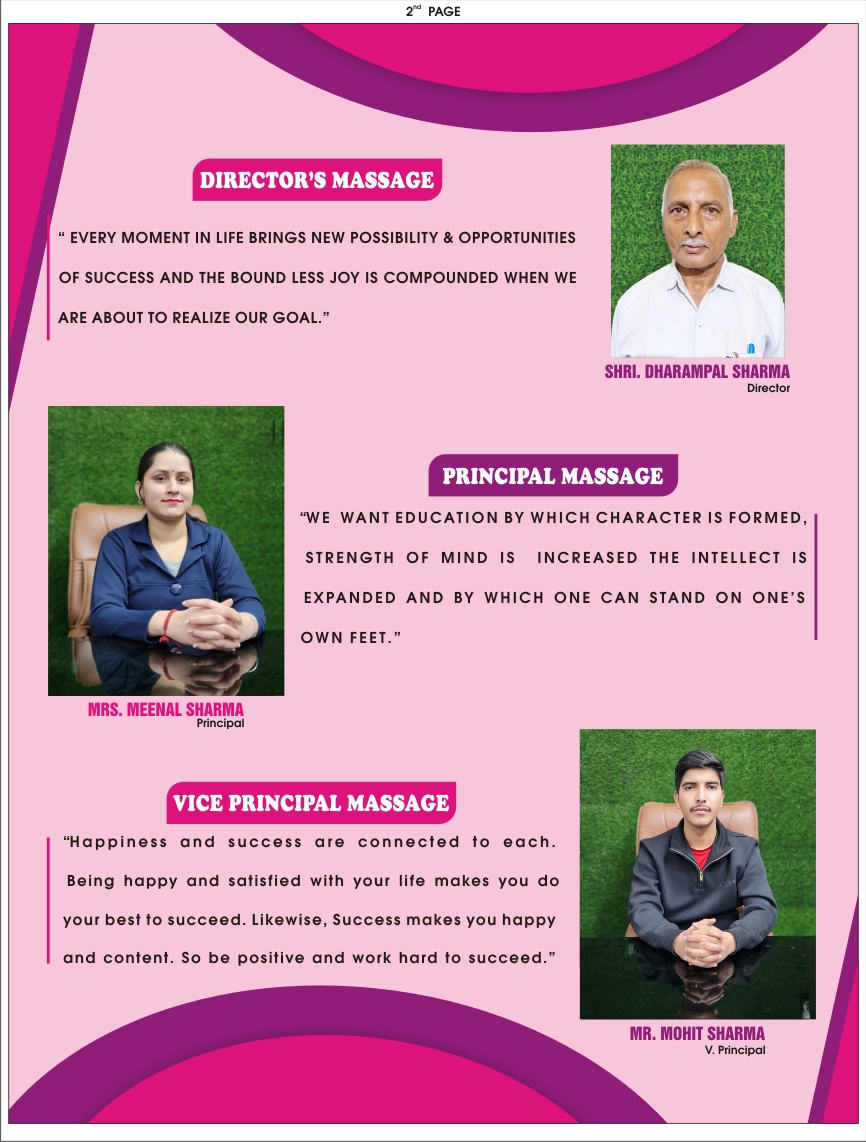 2nd PAGE
DIRECTOR'S MASSAGE
“ EVERY MOMENT IN LIFE BRINGS NEW POSSIBILITY & OPPORTUNITIES
OF SUCCESS AND THE BOUND LESS JOY IS COMPOUNDED WHEN WE
ARE ABOUT TO REALIZE OUR GOAL.”
SHRI. DHARAMPAL SHARMA
Director
PRINCIPAL MASSAGE
“WE WANT EDUCATION BY WHICH CHARACTER IS FORMED,
STRENGTH OF MIND IS INCREASED THE INTELLECT IS
EXPANDED AND BY WHICH ONE CAN STAND ON ONE'S
OWN FEET.”
MRS. MEENAL SHARMA
Principal
VICE PRINCIPAL MASSAGE
“Happiness and success are connected to each.
Being happy and satisfied with your life makes you do
your best to succeed. Likewise, Success makes you happy
and content. So be positive and work hard to succeed.”
MR. MOHIT SHARMA
V. Principal